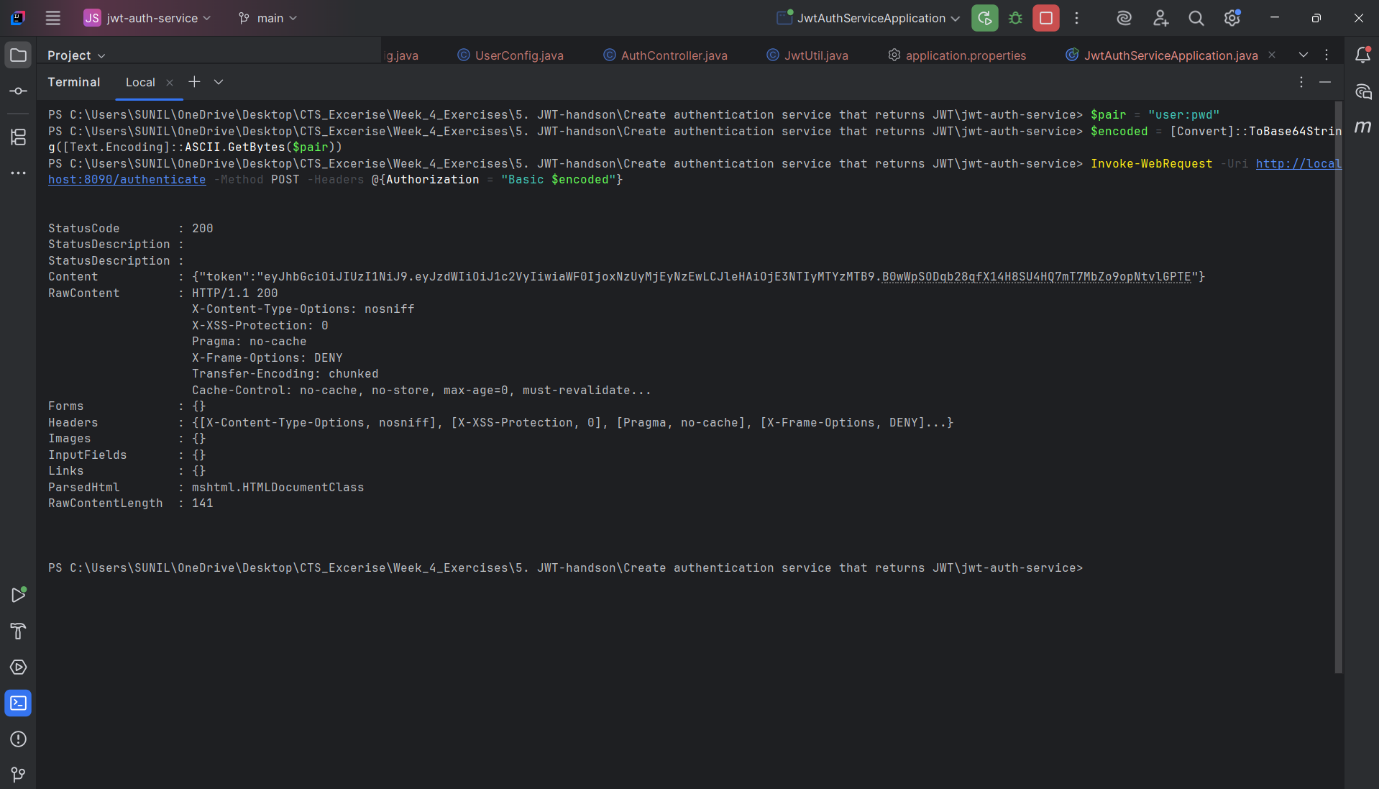 JS jwt-auth-service main JwtAuthServiceApplication
Project g.java UserConfig.java AuthController.java JwtUtil.java application.properties JwtAuthServiceApplication.java
Terminal Local
PS C:\Users\SUNIL\OneDrive\Desktop\CTS_Excerise\Week_4_Exercises\5. JWT-handson\Create authentication service that returns JWT\jwt-auth-service> $pair = "user:pwd"
PS C:\Users\SUNIL\OneDrive\Desktop\CTS_Excerise\Week_4_Exercises\5. JWT-handson\Create authentication service that returns JWT\jwt-auth-service> $encoded = [Convert]::ToBase64Strin
g([Text.Encoding]::ASCII.GetBytes($pair))
PS C:\Users\SUNIL\OneDrive\Desktop\CTS_Excerise\Week_4_Exercises\5. JWT-handson\Create authentication service that returns JWT\jwt-auth-service> Invoke-WebRequest -Uri http://local
host:8090/authenticate -Method POST -Headers @{Authorization = "Basic $encoded"}
StatusCode : 200
StatusDescription :
StatusDescription :
Content : {"token":"eyJhbGciOiJIUzI1NiJ9.eyJzdWIiOiJ1c2VyIiwiaWF0IjoxNzUyMjEyNzEwLCJleHAiOjE3NTIyMTYzMTB9.B0wWpSODqb28qfX14H8SU4HQ7mT7MbZo9opNtvlGPTE"}
RawContent : HTTP/1.1 200
X-Content-Type-Options: nosniff
X-XSS-Protection: 0
Pragma: no-cache
X-Frame-Options: DENY
Transfer-Encoding: chunked
Cache-Control: no-cache, no-store, max-age=0, must-revalidate...
Forms : {}
Headers : {[X-Content-Type-Options, nosniff], [X-XSS-Protection, 0], [Pragma, no-cache], [X-Frame-Options, DENY]...}
Images : {}
InputFields : {}
Links : {}
ParsedHtml : mshtml.HTMLDocumentClass
RawContentLength : 141
PS C:\Users\SUNIL\OneDrive\Desktop\CTS_Excerise\Week_4_Exercises\5. JWT-handson\Create authentication service that returns JWT\jwt-auth-service>